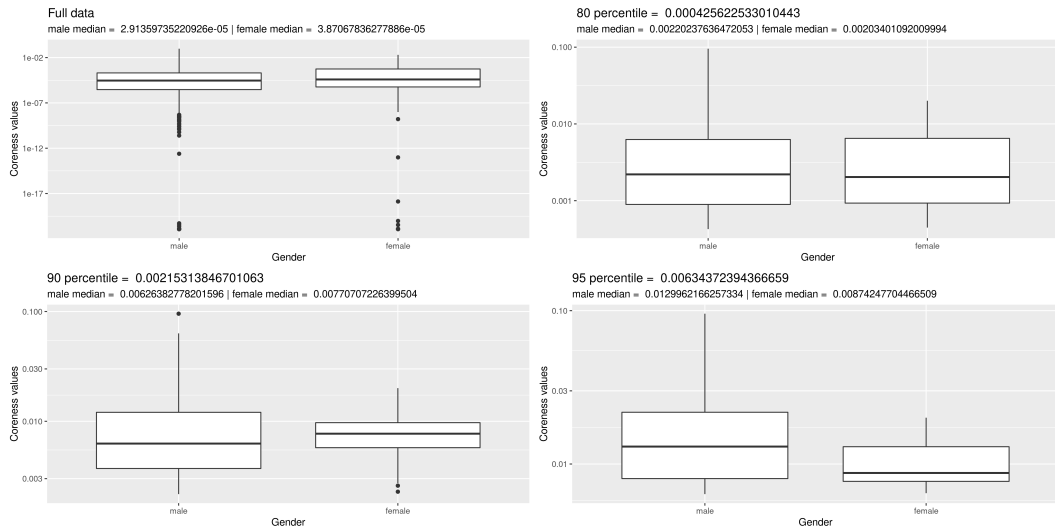 Full data
male median = 2.91359735220926e-05 | female median = 3.87067836277886e-05
1e-02
1e-07
1e-12
1e-17
Coreness values
male
female
Gender
80 percentile = 0.000425622533010443
male median = 0.00220237636472053 | female median = 0.00203401092009994
0.100
0.010
0.001
Coreness values
male
female
Gender
90 percentile = 0.00215313846701063
male median = 0.00626382778201596 | female median = 0.00770707226399504
0.100
0.030
0.010
0.003
Coreness values
male
female
Gender
95 percentile = 0.00634372394366659
male median = 0.0129962166257334 | female median = 0.00874247704466509
0.10
0.03
0.01
Coreness values
male
female
Gender